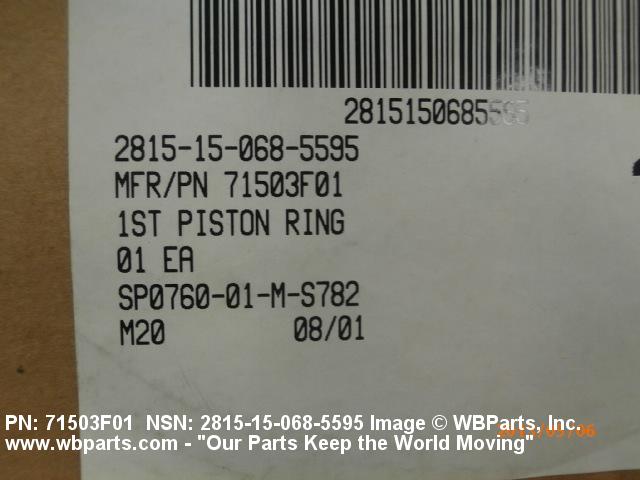 2815150685595
2815-15-068-5595
MFR/PN 71503F01
1ST PISTON RING
01 EA
SP0760-01-M-S782
M20 08/01
PN: 71503F01 NSN: 2815-15-068-5595 Image © WBParts, Inc.
www.wbparts.com - "Our Parts Keep the World Moving"